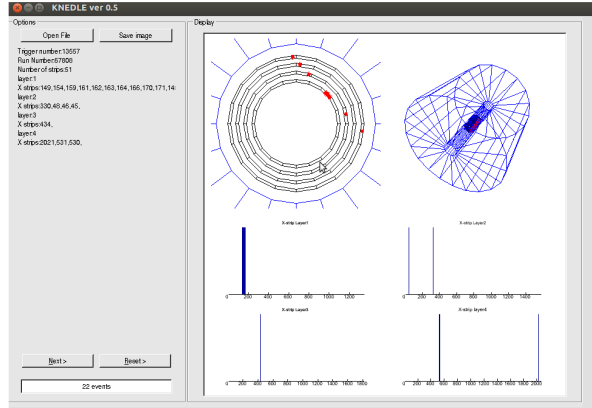 KNEDLE ver 0.5
Options
Display
Open File
Save image
Trigger number:13657
Run Number:67808
Number of strips:51
layer:1
X strips:149,154,159,161,162,163,164,166,170,171,14
layer:2
X strips:330,48,46,45,
layer:3
X strips:434,
layer:4
X strips:2021,531,530,
X-strip Layer1
0 200 400 600 800 1000 1200
X-strip Layer2
0 200 400 600 800 1000 1200 1400
X-strip Layer3
0 200 400 600 800 1000 1200 1400 1600 1800
X-strip layer4
0 200 400 600 800 1000 1200 1400 1600 1800 2000
Next >
Reset >
22 events